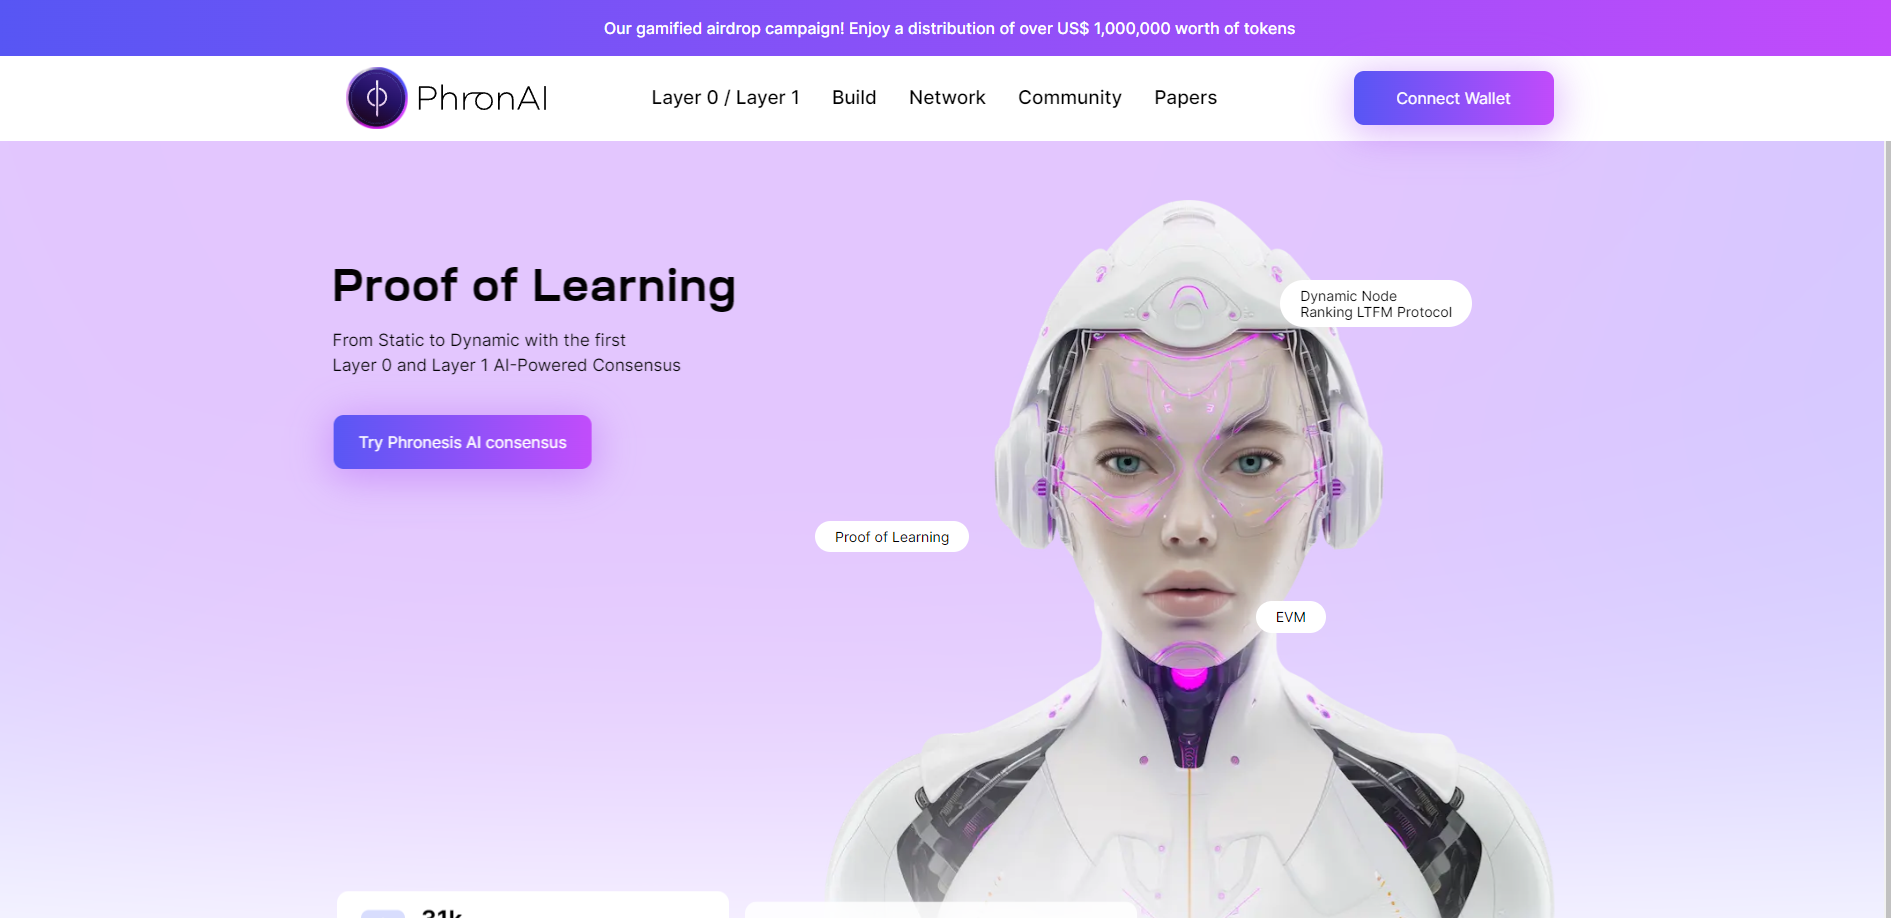 Our gamified airdrop campaign! Enjoy a distribution of over US$ 1,000,000 worth of tokens
PhronAI
Layer 0 / Layer 1
Build
Network
Community
Papers
Connect Wallet
Proof of Learning
From Static to Dynamic with the first
Layer 0 and Layer 1 AI-Powered Consensus
Try Phronesis AI consensus
Dynamic Node
Ranking LTFM Protocol
Proof of Learning
EVM
31k